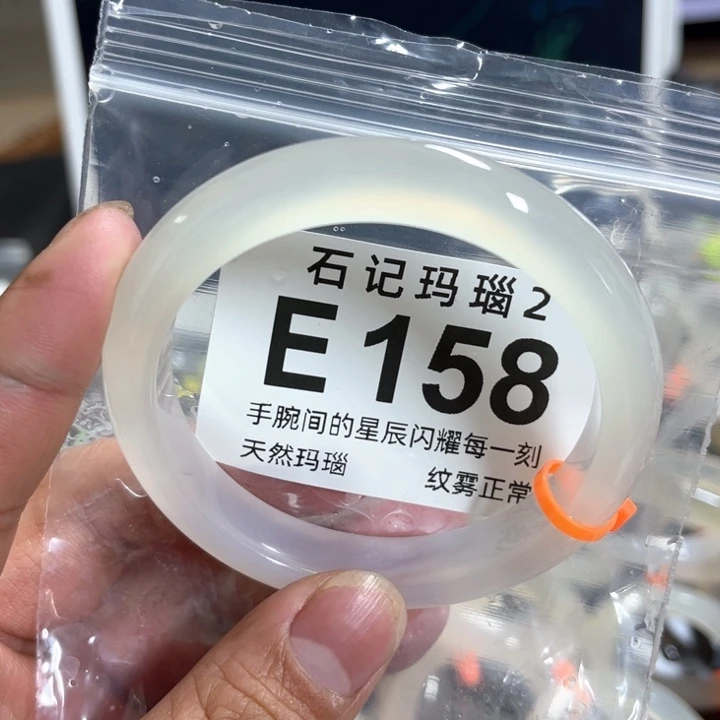 石记玛瑙2
E158
手腕间的星辰闪耀每一刻
天然玛瑙 纹雾正常